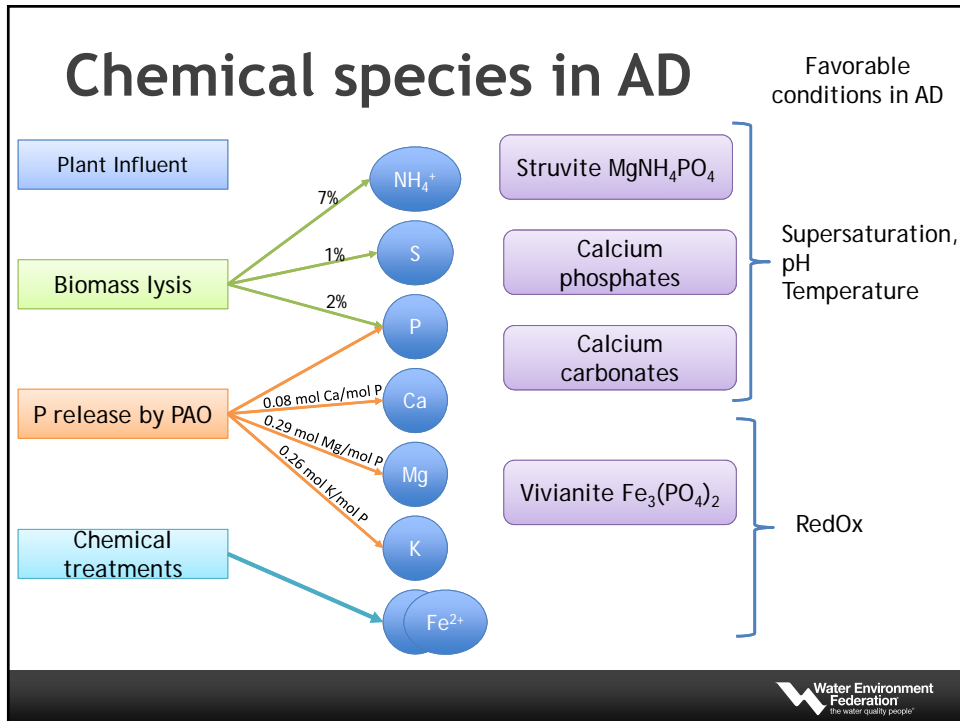 Chemical species in AD
Favorable
conditions in AD
Plant Influent
Biomass lysis
P release by PAO
Chemical
treatments
7%
1%
2%
0.08 mol Ca/mol P
0.29 mol Mg/mol P
0.26 mol K/mol P
NH₄⁺
S
P
Ca
Mg
K
Fe²⁺
Struvite MgNH₄PO₄
Calcium
phosphates
Calcium
carbonates
Vivianite Fe₃(PO₄)₂
Supersaturation,
pH
Temperature
RedOx
Water Environment
Federation
the water quality people®